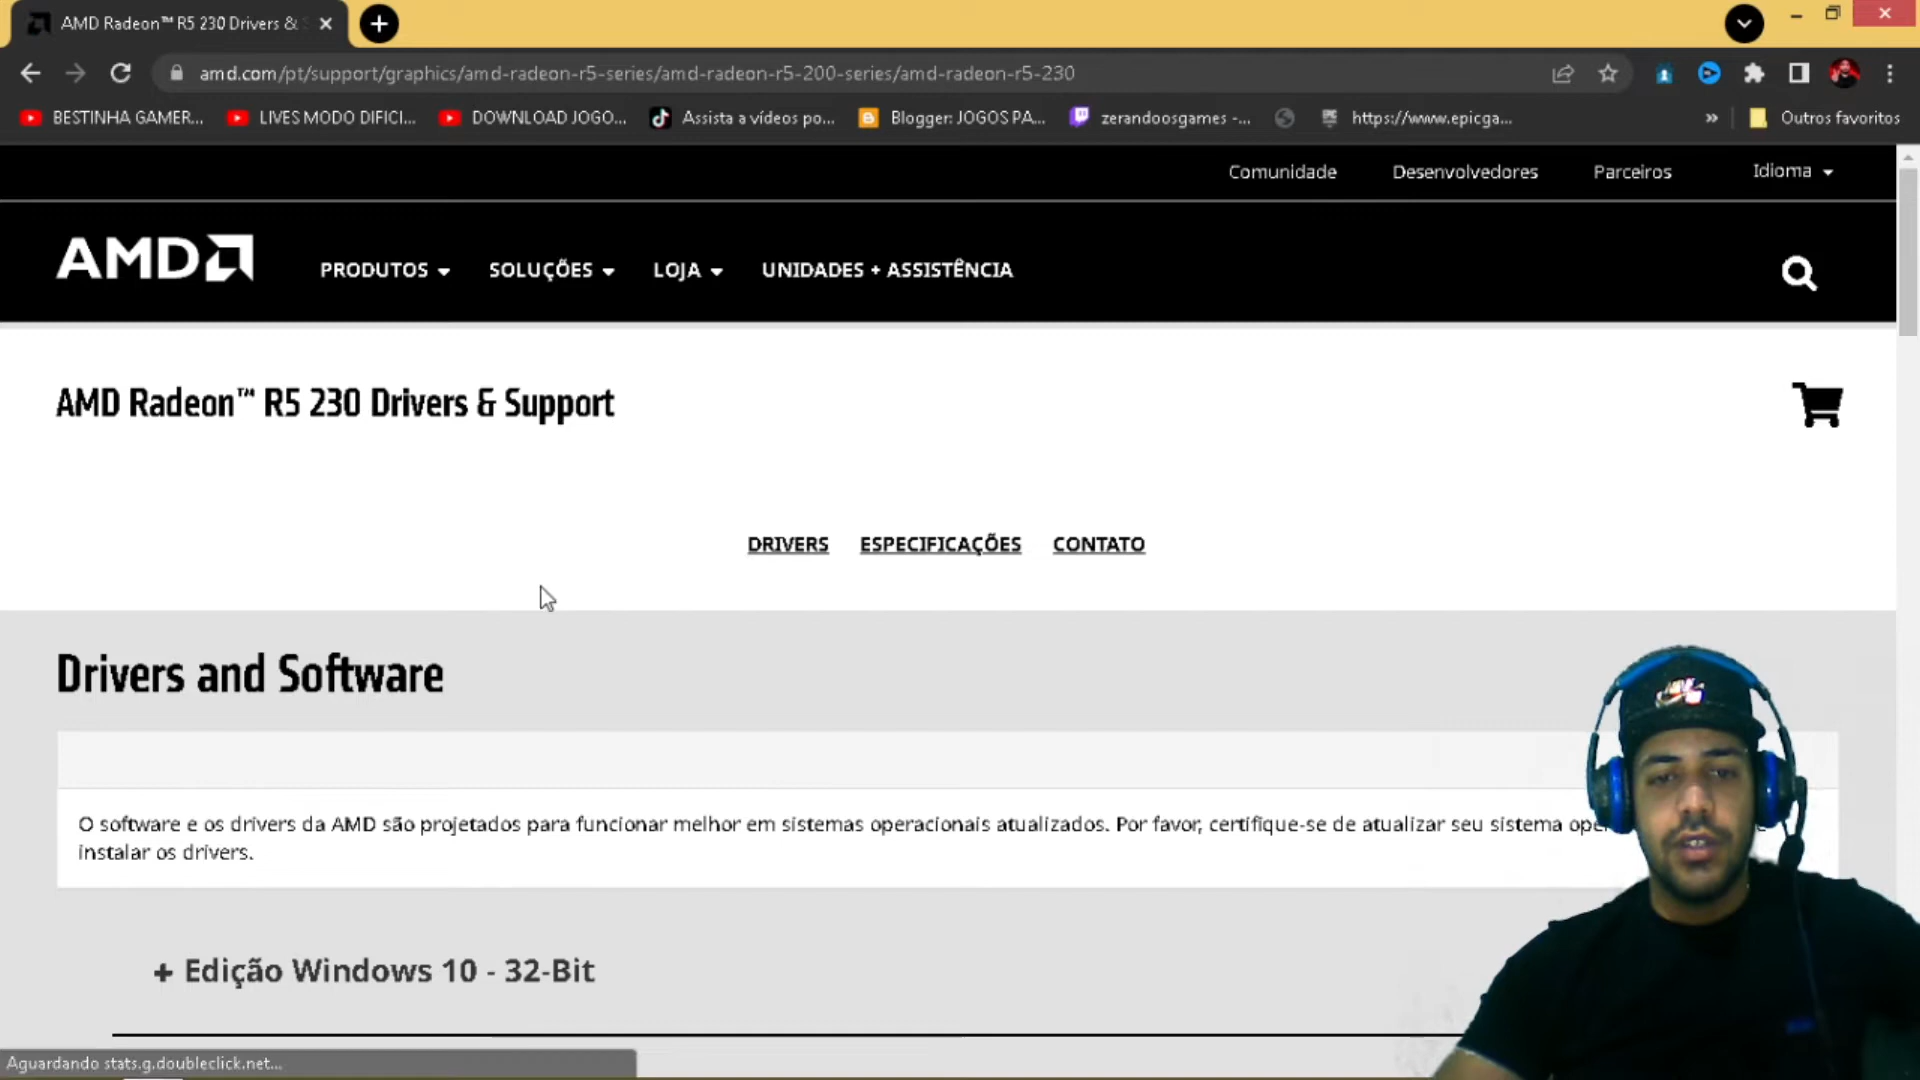 AMD Radeon™ R5 230 Drivers &
amd.com/pt/support/graphics/amd-radeon-r5-series/amd-radeon-r5-200-series/amd-radeon-r5-230
BESTINHA GAMER... LIVES MODO DIFICI... DOWNLOAD JOGO... Assista a vídeos po... Blogger: JOGOS PA... zerandoosgames -... https://www.epicga... » Outros favoritos
Comunidade Desenvolvedores Parceiros Idioma
AMD PRODUTOS SOLUÇÕES LOJA UNIDADES + ASSISTÊNCIA
AMD Radeon™ R5 230 Drivers & Support
DRIVERS ESPECIFICAÇÕES CONTATO
Drivers and Software
O software e os drivers da AMD são projetados para funcionar melhor em sistemas operacionais atualizados. Por favor, certifique-se de atualizar seu sistema
instalar os drivers.
+ Edição Windows 10 - 32-Bit
Aguardando stats.g.doubleclick.net...